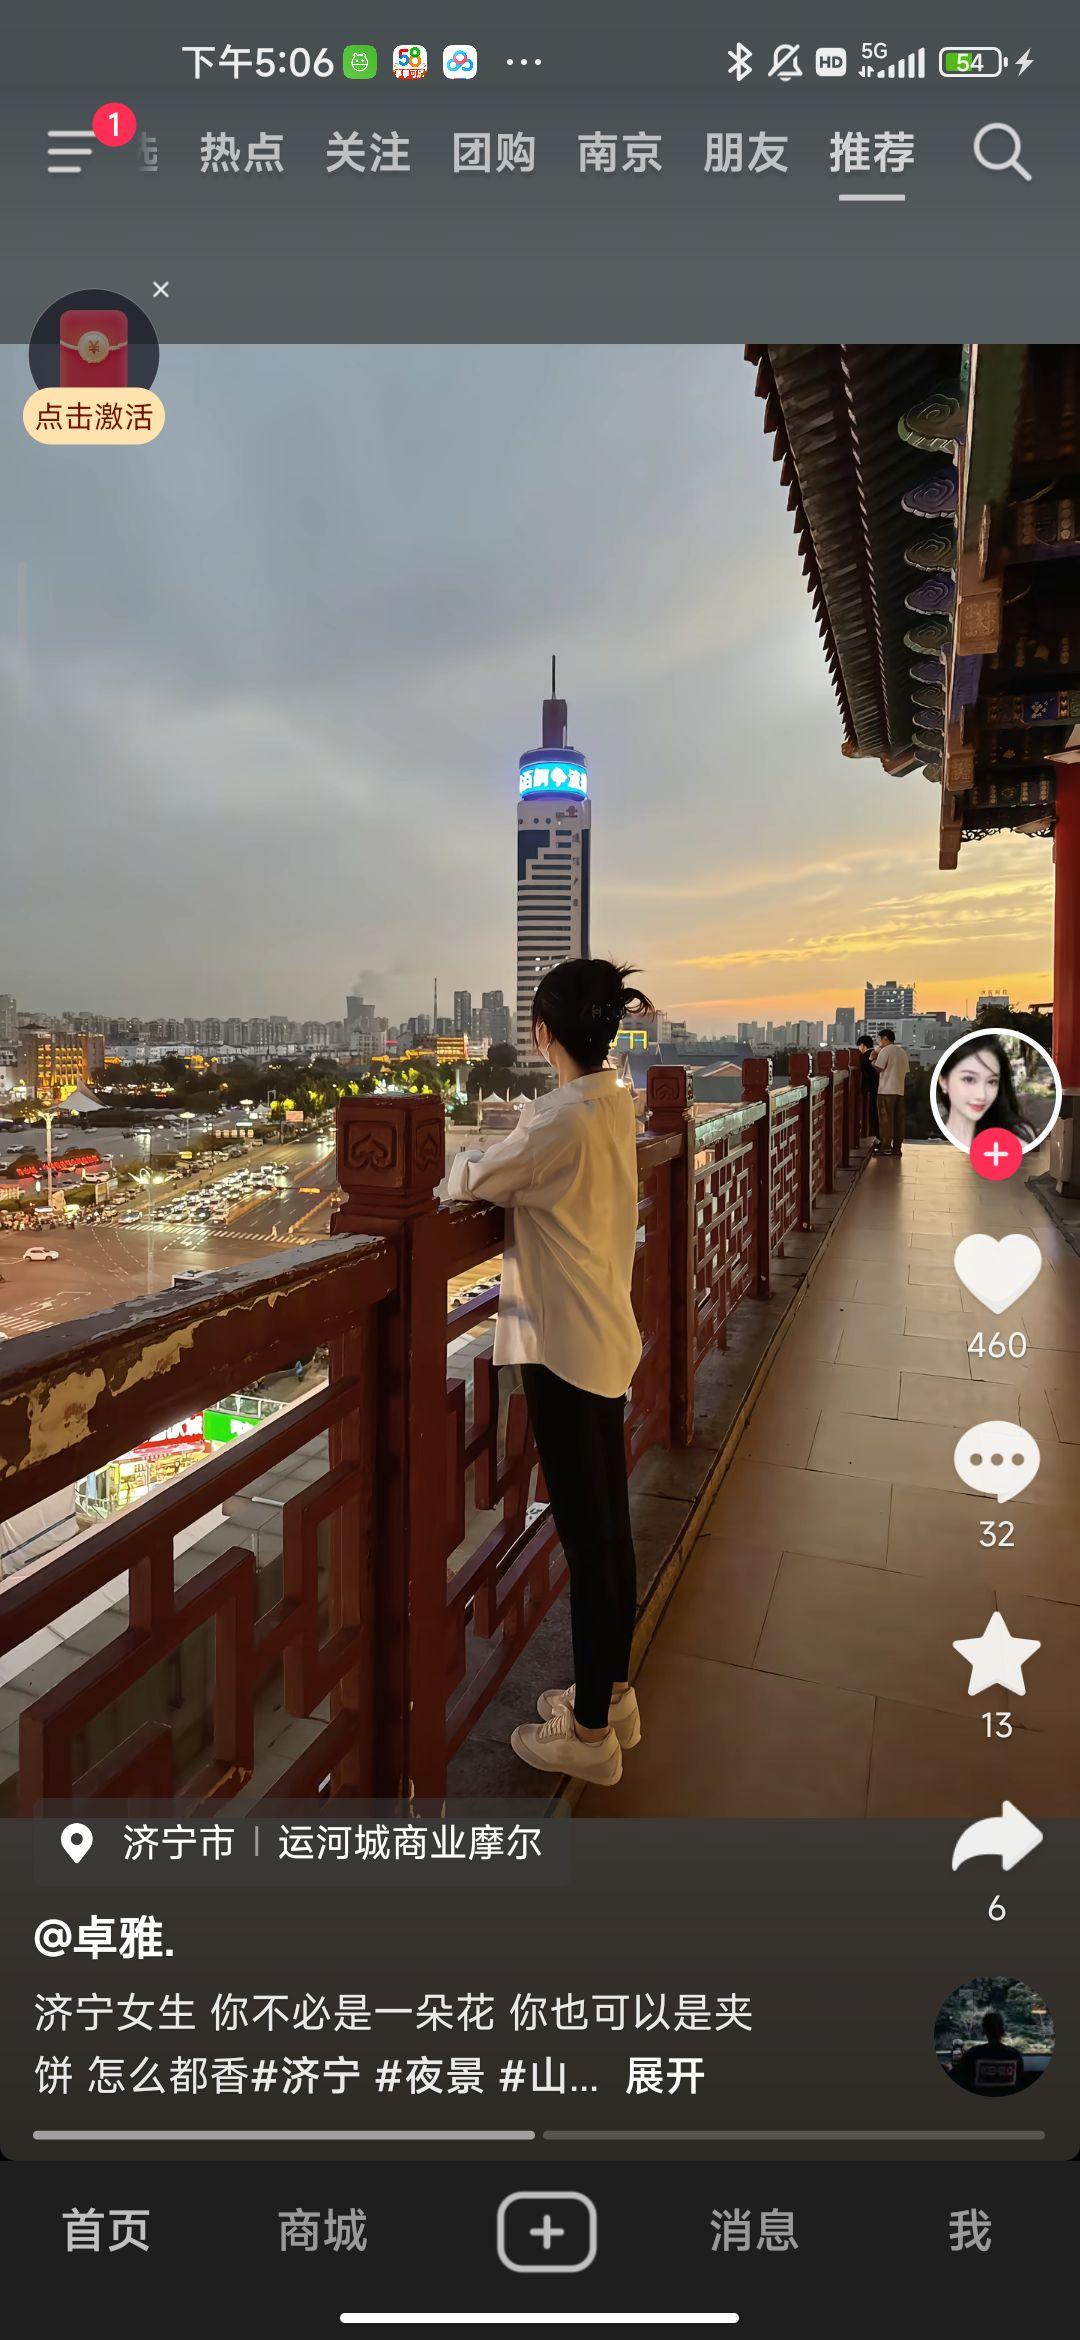 下午5:06
58
HD
5G
54
1
热点 关注 团购 南京 朋友 推荐
点击激活
460
32
13
6
济宁市 | 运河城商业摩尔
@卓雅.
济宁女生 你不必是一朵花 你也可以是夹
饼 怎么都香#济宁 #夜景 #山... 展开
首页 商城 消息 我